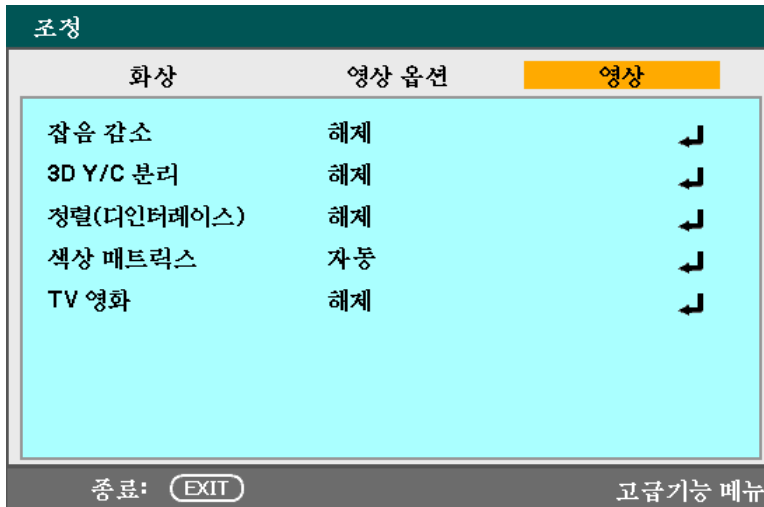 조정
화상 영상 옵션 영상
잡음 감소 해제
3D Y/C 분리 해제
정렬(디인터레이스) 해제
색상 매트릭스 자동
TV 영화 해제
종료: EXIT 고급기능 메뉴